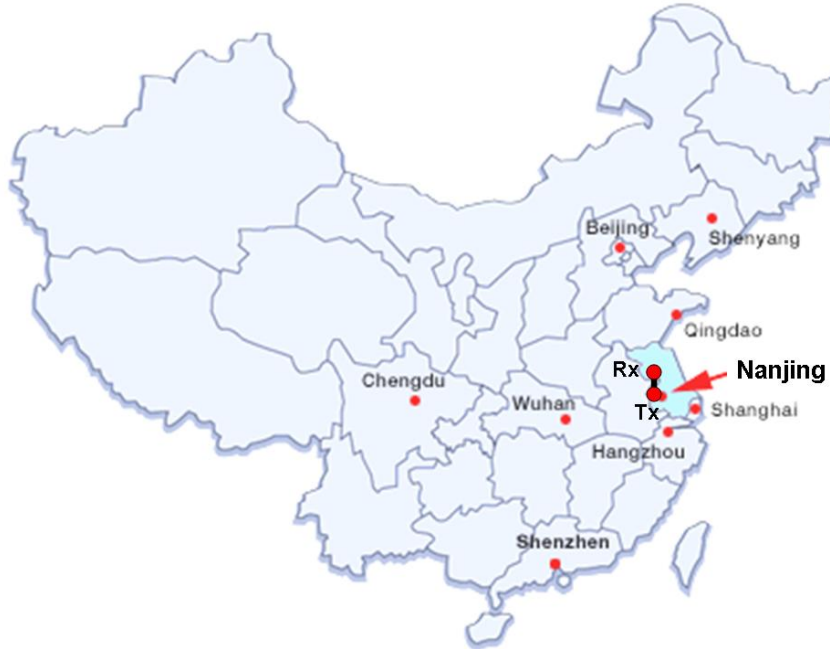 Beijing
Shenyang
Qingdao
Rx
Nanjing
Chengdu
Wuhan
Tx
Shanghai
Hangzhou
Shenzhen